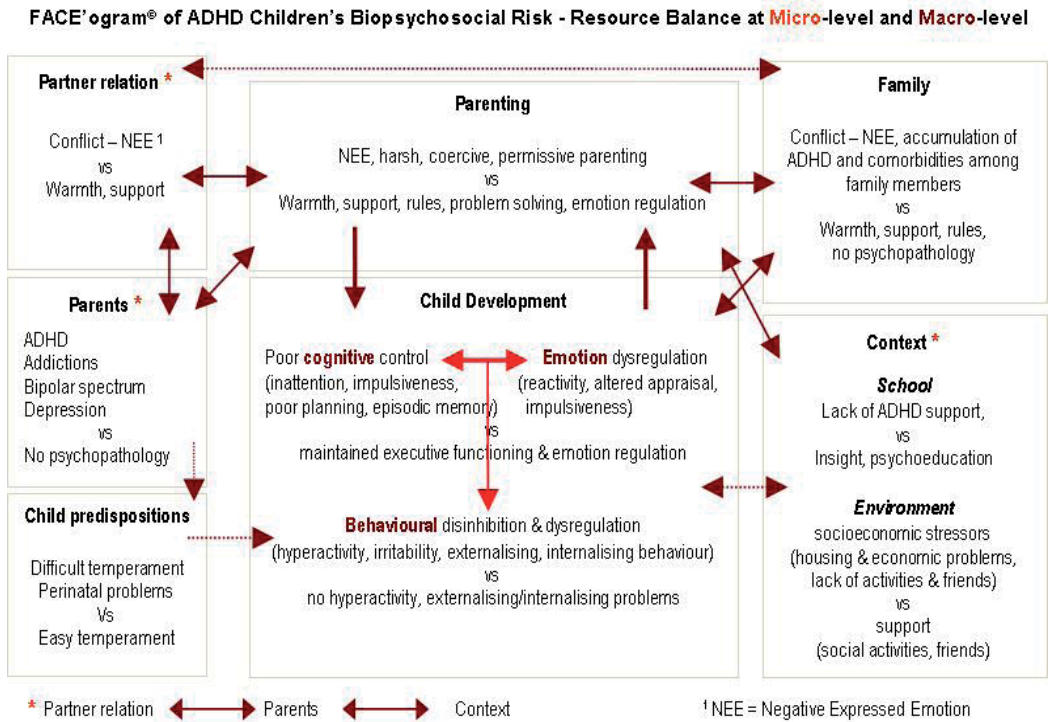 FACE'ogram© of ADHD Children's Biopsychosocial Risk - Resource Balance at Micro-level and Macro-level
Partner relation *
Conflict – NEE ¹
vs
Warmth, support
Parenting
NEE, harsh, coercive, permissive parenting
vs
Warmth, support, rules, problem solving, emotion regulation
Family
Conflict – NEE, accumulation of
ADHD and comorbidities among
family members
vs
Warmth, support, rules,
no psychopathology
Parents *
ADHD
Addictions
Bipolar spectrum
Depression
vs
No psychopathology
Child predispositions
Difficult temperament
Perinatal problems
Vs
Easy temperament
Child Development
Poor cognitive control
(inattention, impulsiveness,
poor planning, episodic memory)
Emotion dysregulation
(reactivity, altered appraisal,
impulsiveness)
vs
maintained executive functioning & emotion regulation
Behavioural disinhibition & dysregulation
(hyperactivity, irritability, externalising, internalising behaviour)
vs
no hyperactivity, externalising/internalising problems
Context *
School
Lack of ADHD support,
vs
Insight, psychoeducation
Environment
socioeconomic stressors
(housing & economic problems,
lack of activities & friends)
vs
support
(social activities, friends)
* Partner relation Parents Context
¹ NEE = Negative Expressed Emotion